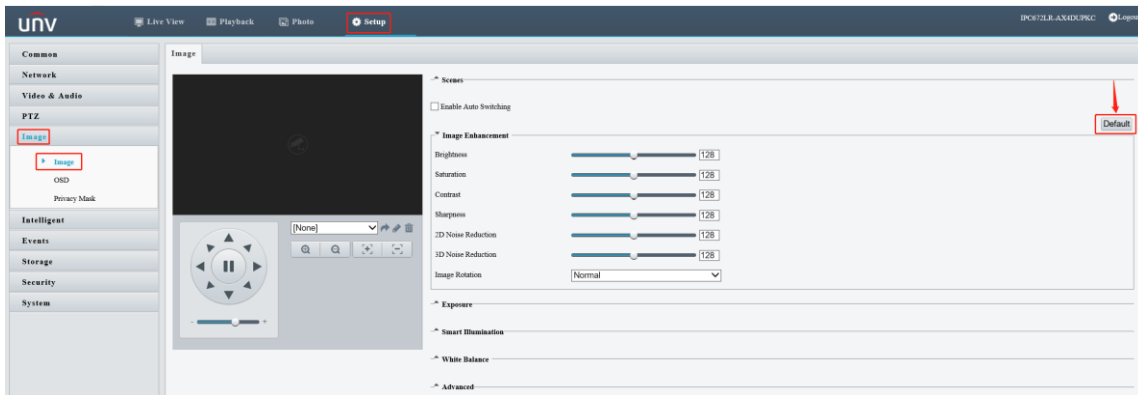 unv Live View Playback Photo Setup IPC672LR-AX4DUPKC Logout
Common
Network
Video & Audio
PTZ
Image
Image
OSD
Privacy Mask
Intelligent
Events
Storage
Security
System
Image
[None]
- +
Scenes
Enable Auto Switching
Default
Image Enhancement
Brightness 128
Saturation 128
Contrast 128
Sharpness 128
2D Noise Reduction 128
3D Noise Reduction 128
Image Rotation Normal
Exposure
Smart Illumination
White Balance
Advanced